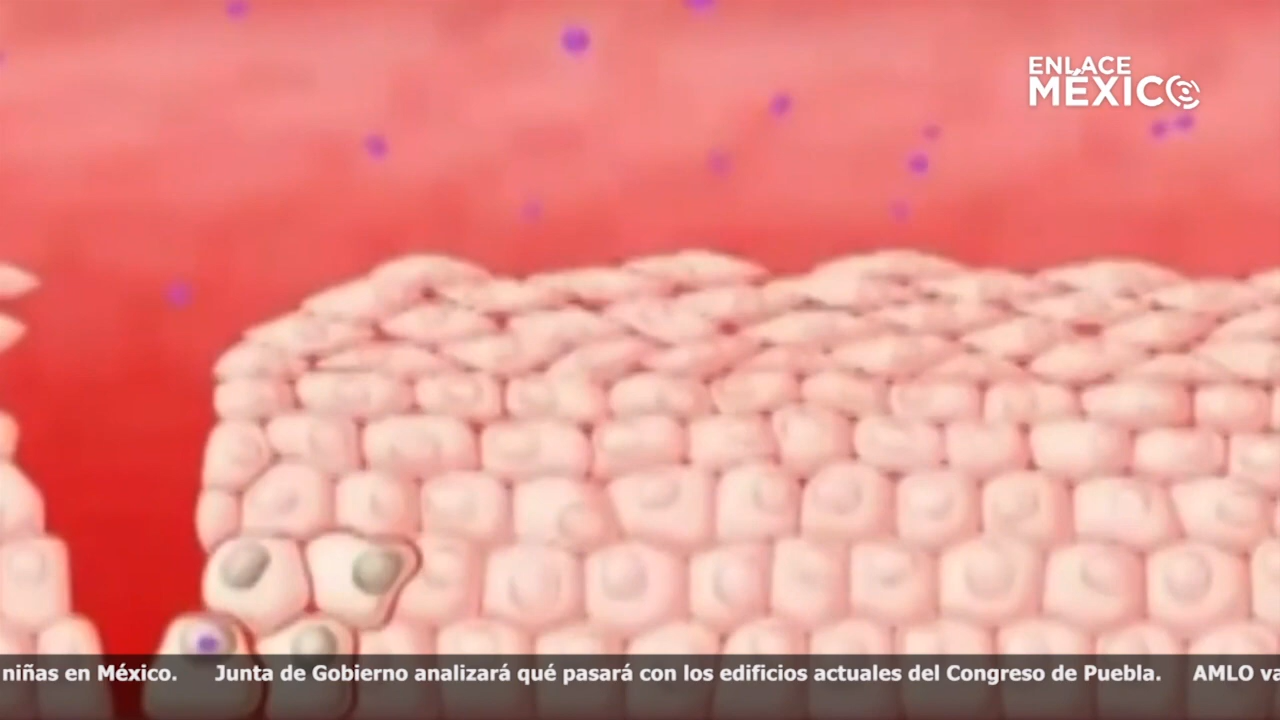 ENLACE
MÉXICO
niñas en México. Junta de Gobierno analizará qué pasará con los edificios actuales del Congreso de Puebla. AMLO va